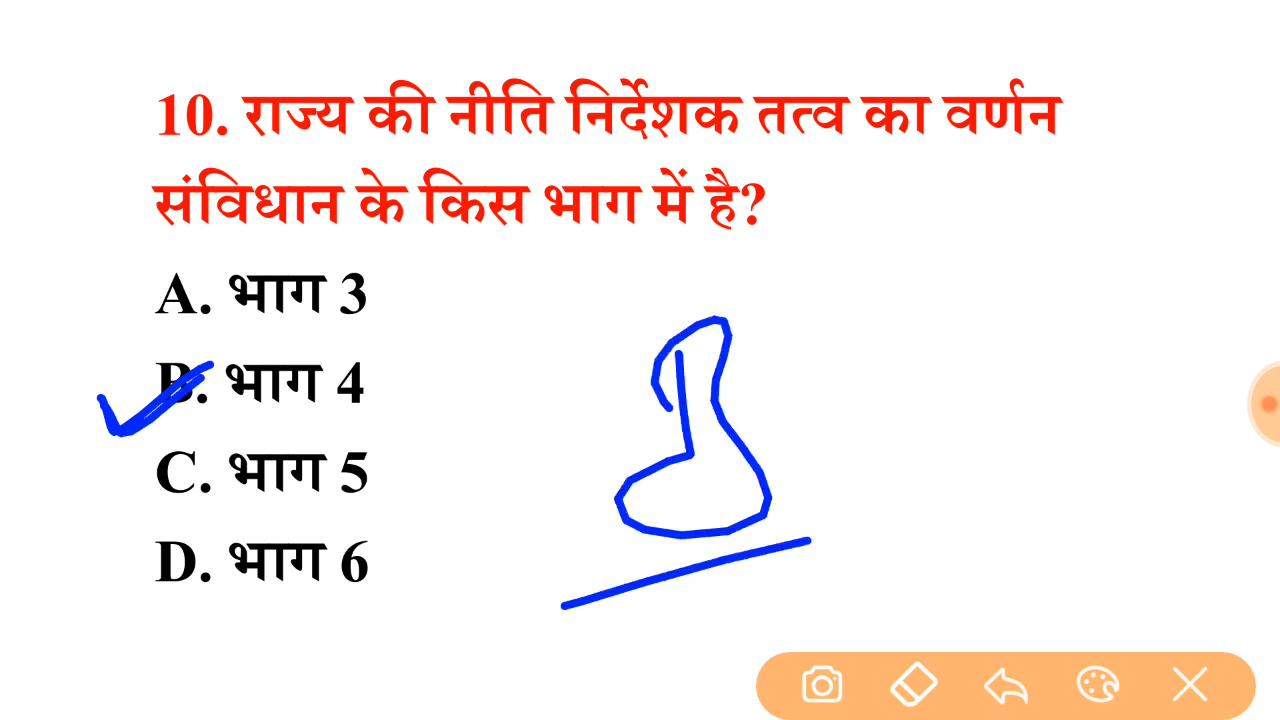 10. राज्य की नीति निर्देशक तत्व का वर्णन
संविधान के किस भाग में है?
A. भाग 3
B. भाग 4
C. भाग 5
D. भाग 6